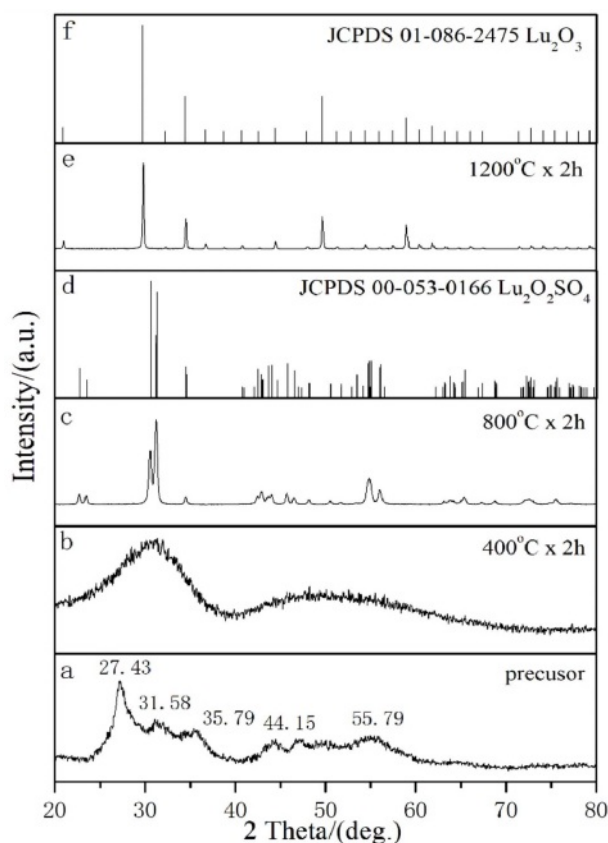 f
JCPDS 01-086-2475 Lu₂O₃
e
1200°C x 2h
d
JCPDS 00-053-0166 Lu₂O₂SO₄
c
800°C x 2h
b
400°C x 2h
a
precusor
27.43
31.58
35.79
44.15
55.79
20 30 40 50 60 70 80
2 Theta/(deg.)
Intensity/(a.u.)